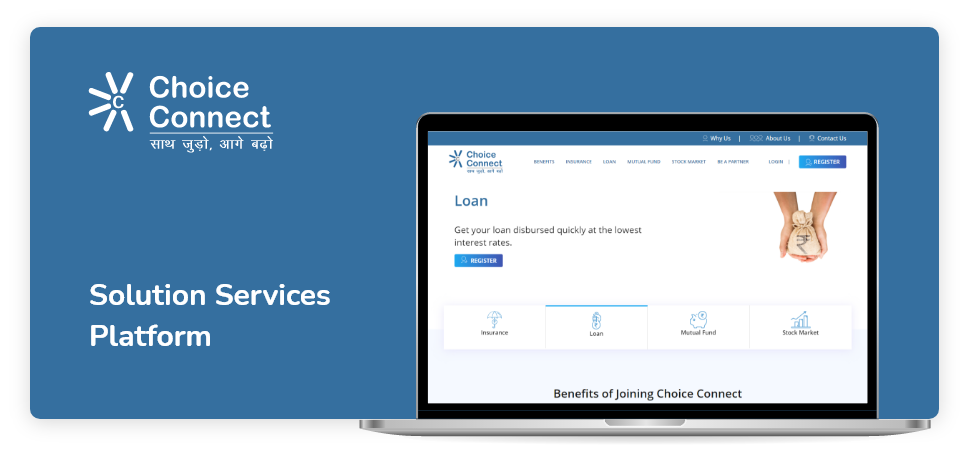 C
Choice
Connect
साथ जुड़ो, आगे बढ़ो
Solution Services
Platform
Why Us | About Us | Contact Us
Choice
Connect
साथ जुड़ो, आगे बढ़ो
BENEFITS INSURANCE LOAN MUTUAL FUND STOCK MARKET BE A PARTNER LOGIN | REGISTER
Loan
Get your loan disbursed quickly at the lowest
interest rates.
REGISTER
₹
Insurance Loan Mutual Fund Stock Market
Benefits of Joining Choice Connect